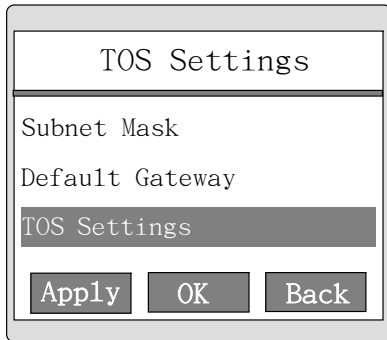 TOS Settings
Subnet Mask
Default Gateway
TOS Settings
Apply OK Back